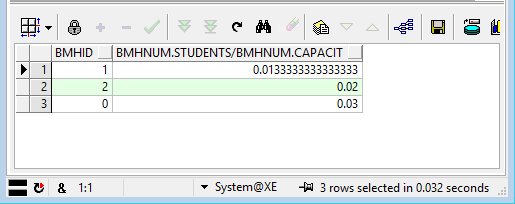 BMHID BMHNUM.STUDENTS/BMHNUM.CAPACIT
1 1 0.0133333333333333
2 2 0.02
3 0 0.03
& 1:1 System@XE 3 rows selected in 0.032 seconds